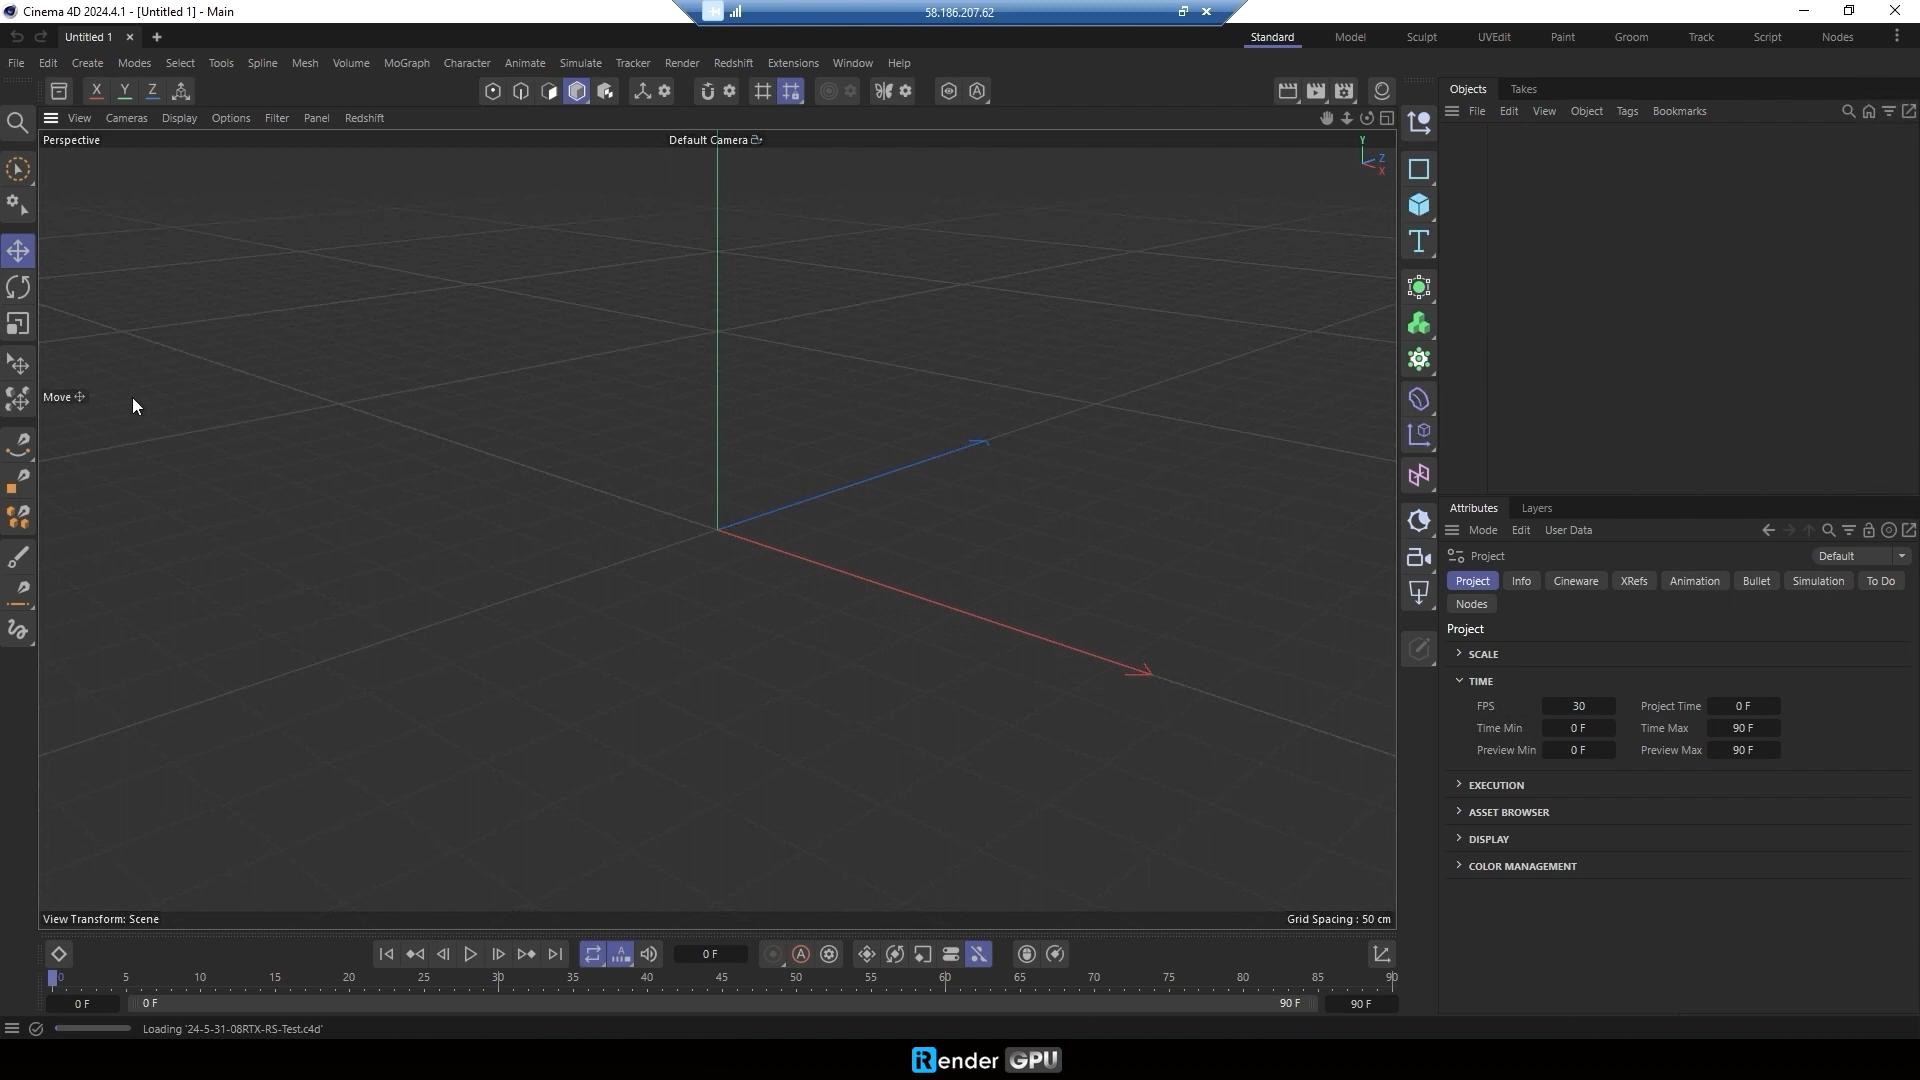 Cinema 4D 2024.4.1 - [Untitled 1] - Main
58.186.207.62
Untitled 1
Standard Model Sculpt UVEdit Paint Groom Track Script Nodes
File Edit Create Modes Select Tools Spline Mesh Volume MoGraph Character Animate Simulate Tracker Render Redshift Extensions Window Help
X Y Z
Objects Takes
File Edit View Object Tags Bookmarks
View Cameras Display Options Filter Panel Redshift
Perspective
Default Camera
Y
Z
X
Move
View Transform: Scene
Grid Spacing : 50 cm
Attributes Layers
Mode Edit User Data
Project
Default
Project Info Cineware XRefs Animation Bullet Simulation To Do
Nodes
Project
SCALE
TIME
FPS 30 Project Time 0 F
Time Min 0 F Time Max 90 F
Preview Min 0 F Preview Max 90 F
EXECUTION
ASSET BROWSER
DISPLAY
COLOR MANAGEMENT
0 F
0 5 10 15 20 25 30 35 40 45 50 55 60 65 70 75 80 85 90
0 F 0 F 90 F 90 F
Loading '24-5-31-08RTX-RS-Test.c4d'
iRender GPU